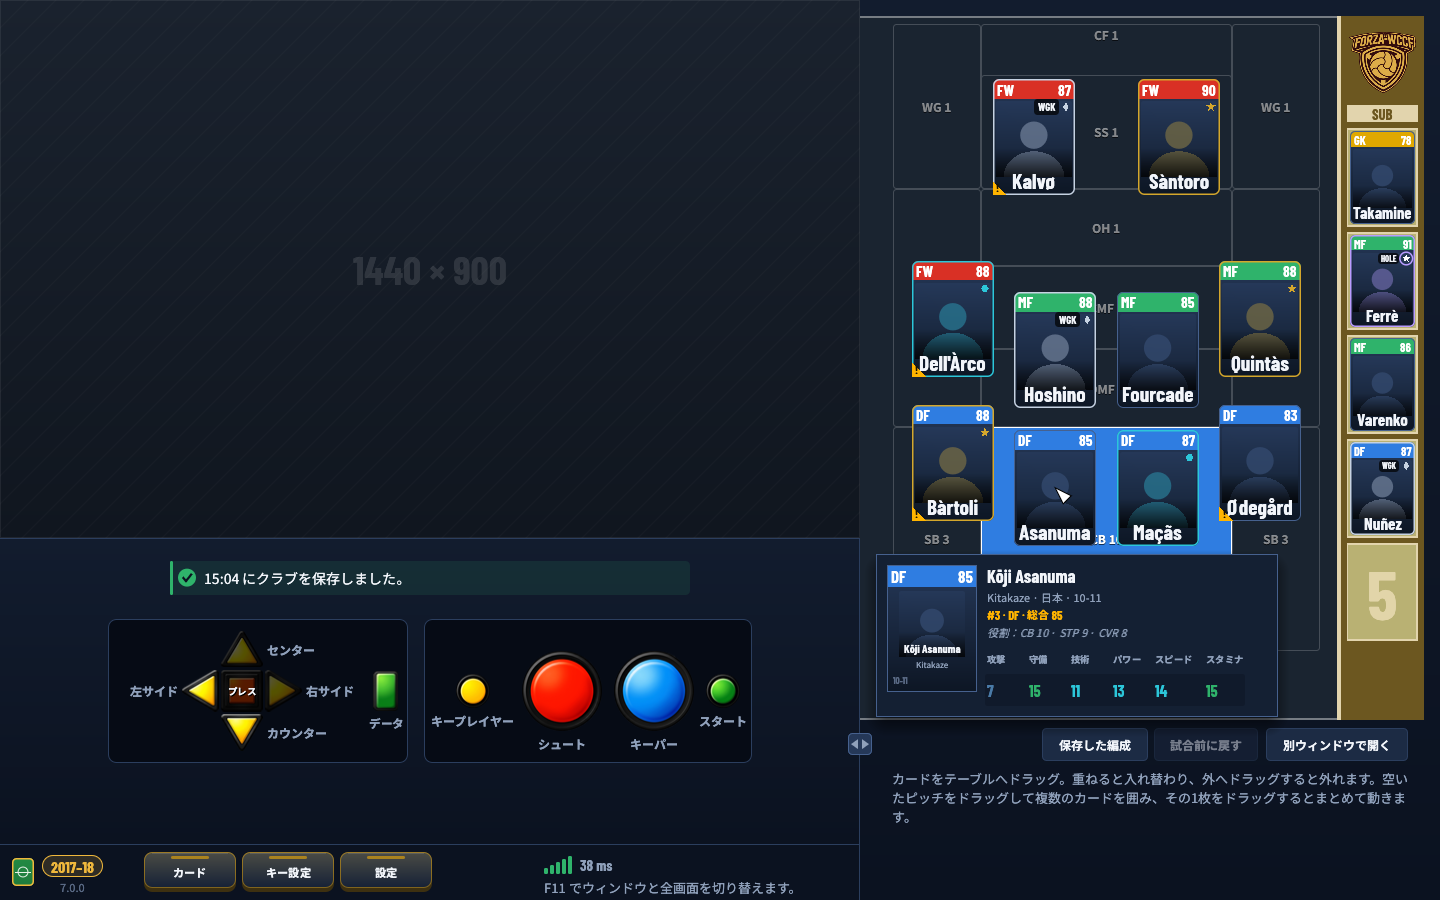 1440 × 900
15:04 にクラブを保存しました。
センター
左サイド
プレス
右サイド
カウンター
データ
キープレイヤー
シュート
キーパー
スタート
2017-18
7.0.0
カード
キー設定
設定
38 ms
F11 でウィンドウと全画面を切り替えます。
CF 1
WG 1
WG 1
SS 1
OH 1
MF
MF
SB 3
SB 3
CB 10
FW 87
WGK
Kalvø
FW 90
Sàntoro
FW 88
Dell'Àrco
MF 88
WGK
Hoshino
MF 85
Fourcade
MF 88
Quintàs
DF 88
Bàrtoli
DF 85
Asanuma
DF 87
Maçãs
DF 83
Ødegård
DF 85
Kōji Asanuma
Kitakaze
10-11
Kōji Asanuma
Kitakaze · 日本 · 10-11
#3 · DF · 総合 85
役割：CB 10 · STP 9 · CVR 8
攻撃 守備 技術 パワー スピード スタミナ
7 15 11 13 14 15
FORZA-WCCF
SUB
GK 78
Takamine
MF 91
HOLE
Ferrè
MF 86
Varenko
DF 87
WGK
Nuñez
5
保存した編成
試合前に戻す
別ウィンドウで開く
カードをテーブルへドラッグ。重ねると入れ替わり、外へドラッグすると外れます。空い
たピッチをドラッグして複数のカードを囲み、その1枚をドラッグするとまとめて動きま
す。